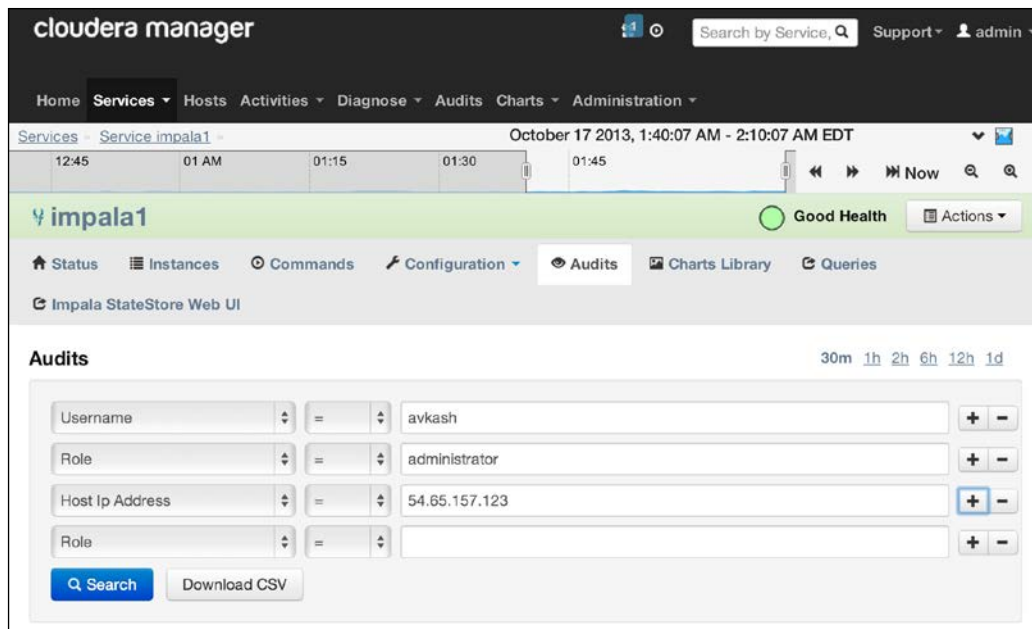 cloudera manager
1
Search by Service,
Support
admin
Home Services Hosts Activities Diagnose Audits Charts Administration
Services Service impala1
October 17 2013, 1:40:07 AM - 2:10:07 AM EDT
12:45 01 AM 01:15 01:30 01:45
Now
impala1
Good Health
Actions
Status Instances Commands Configuration Audits Charts Library Queries
Impala StateStore Web UI
Audits
30m 1h 2h 6h 12h 1d
Username = avkash + -
Role = administrator + -
Host Ip Address = 54.65.157.123 + -
Role = + -
Search Download CSV